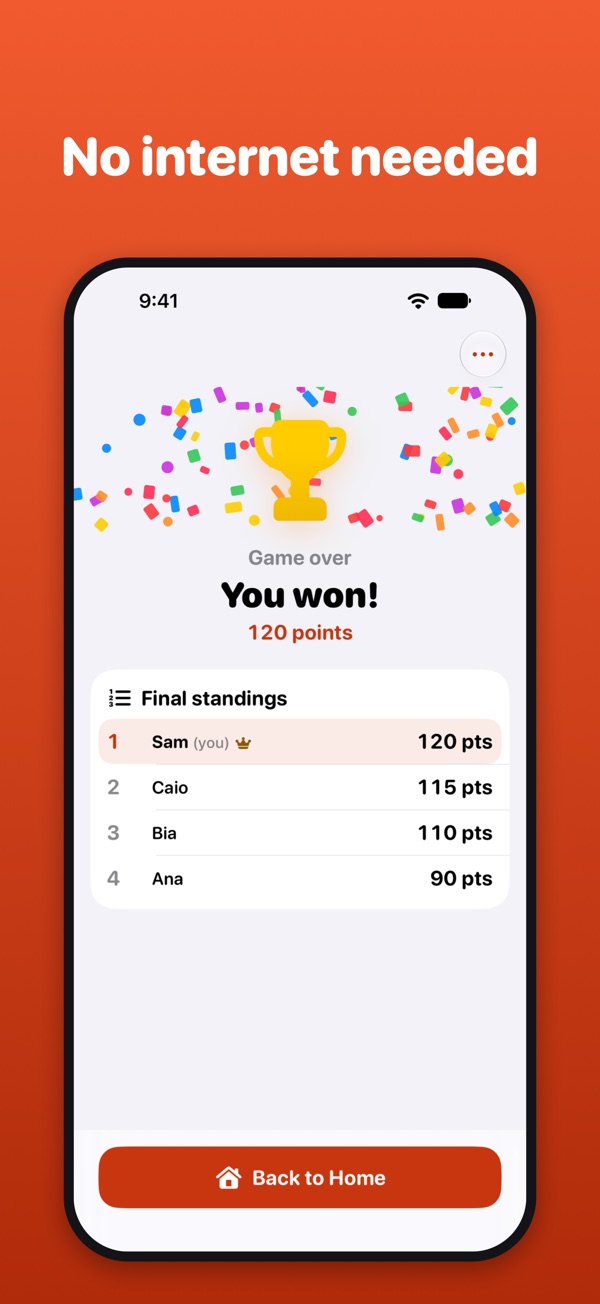 No internet needed
9:41
Game over
You won!
120 points
Final standings
1 Sam (you) 120 pts
2 Caio 115 pts
3 Bia 110 pts
4 Ana 90 pts
Back to Home